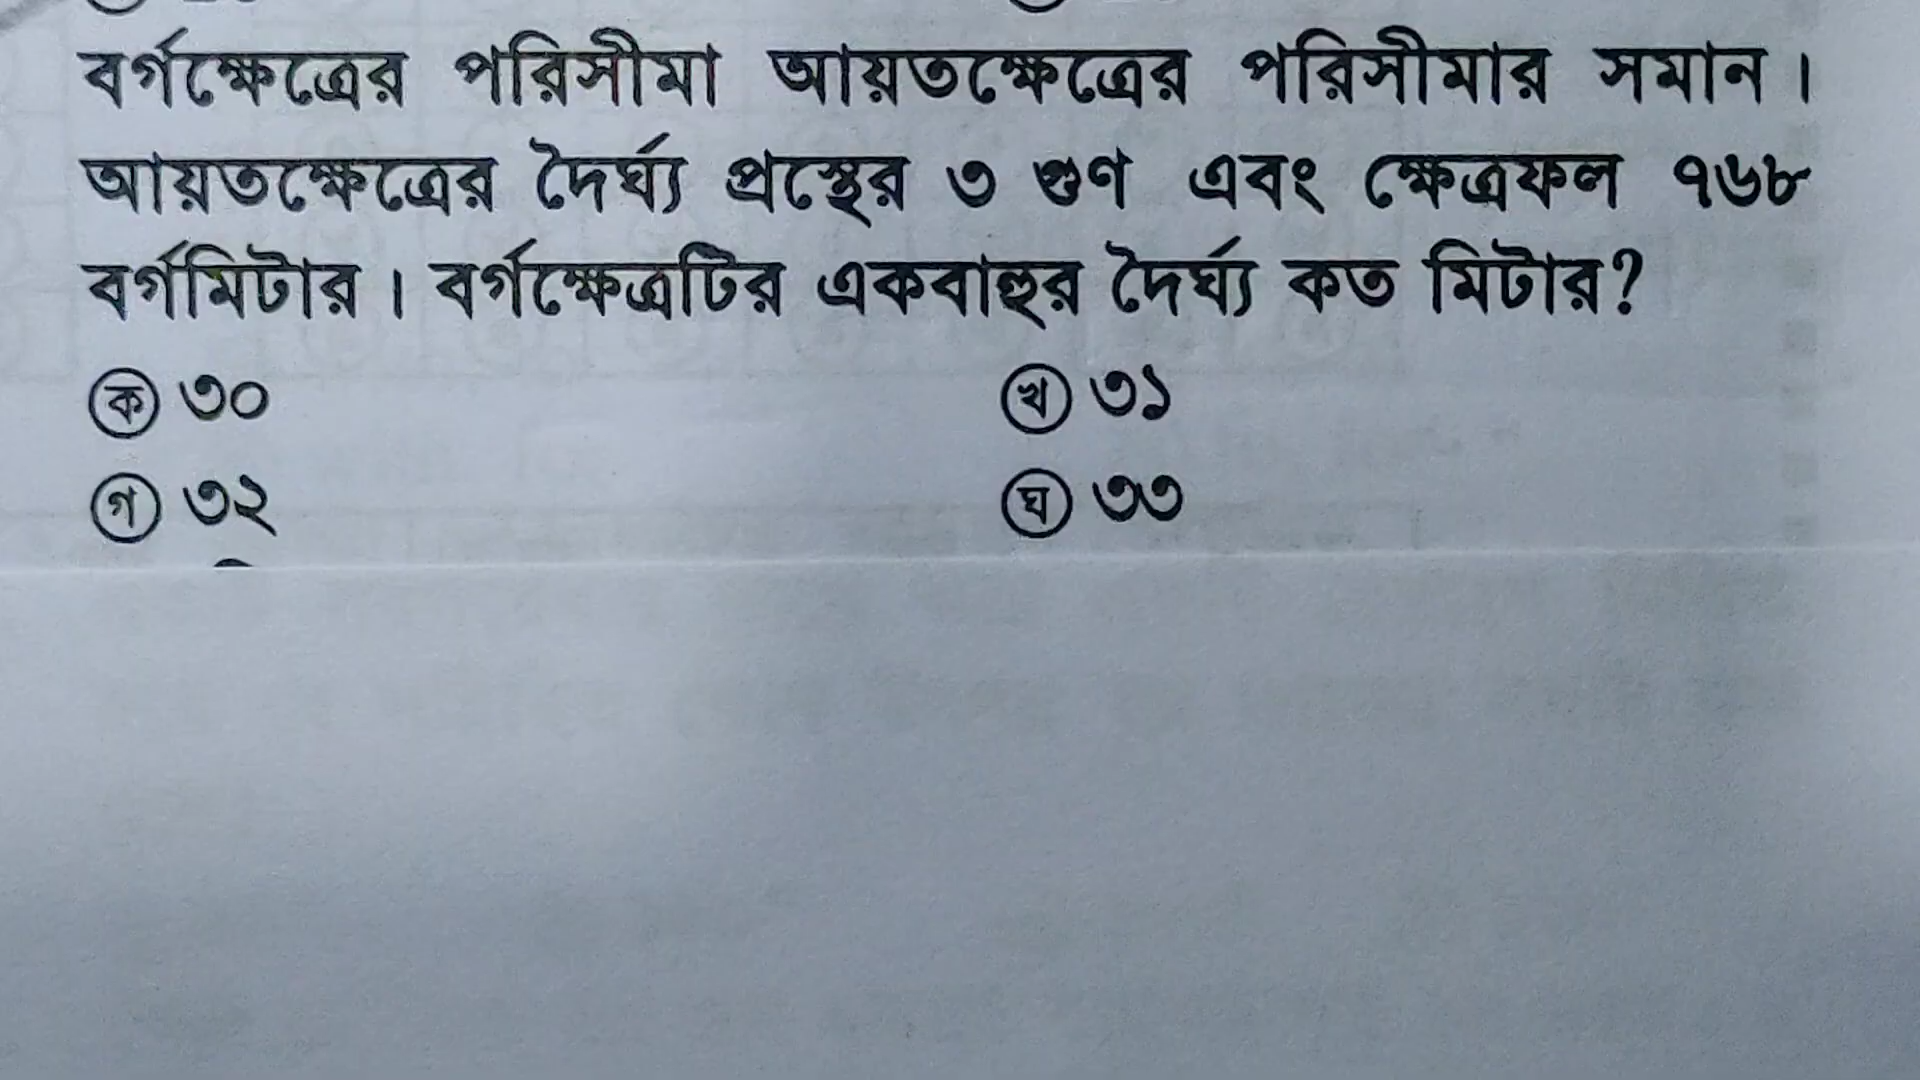 বর্গক্ষেত্রের পরিসীমা আয়তক্ষেত্রের পরিসীমার সমান।
আয়তক্ষেত্রের দৈর্ঘ্য প্রস্থের ৩ গুণ এবং ক্ষেত্রফল ৭৬৮
বর্গমিটার। বর্গক্ষেত্রটির একবাহুর দৈর্ঘ্য কত মিটার?
ক ৩০ খ ৩১
গ ৩২ ঘ ৩৩